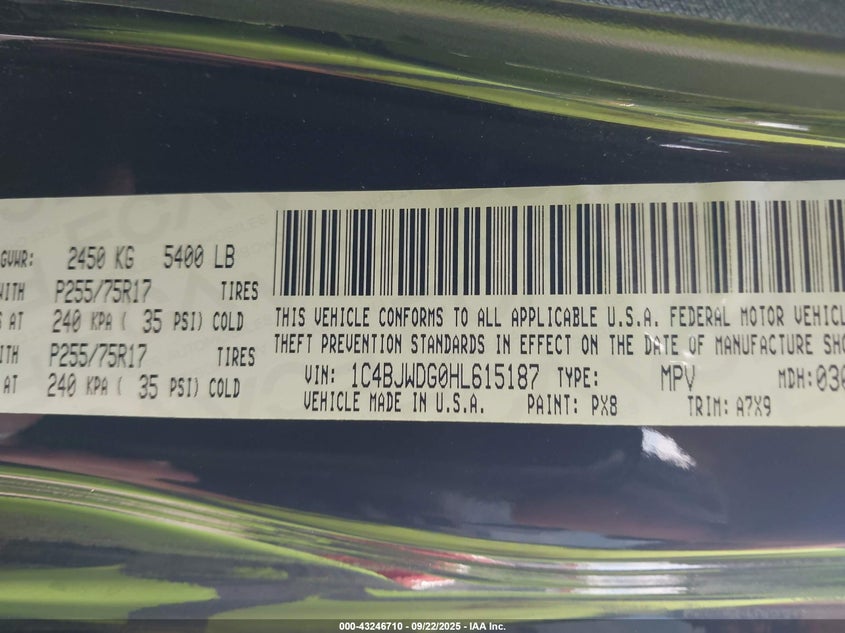 GVWR: 2450 KG 5400 LB
WITH P255/75R17 TIRES
S AT 240 KPA ( 35 PSI) COLD
WITH P255/75R17 TIRES
AT 240 KPA ( 35 PSI) COLD
THIS VEHICLE CONFORMS TO ALL APPLICABLE U.S.A. FEDERAL MOTOR VEHICL
THEFT PREVENTION STANDARDS IN EFFECT ON THE DATE OF MANUFACTURE SHO
VIN: 1C4BJWDG0HL615187 TYPE: MPV MDH:030
VEHICLE MADE IN U.S.A. PAINT: PX8 TRIM: A7X9
000-43246710 - 09/22/2025 - IAA Inc.